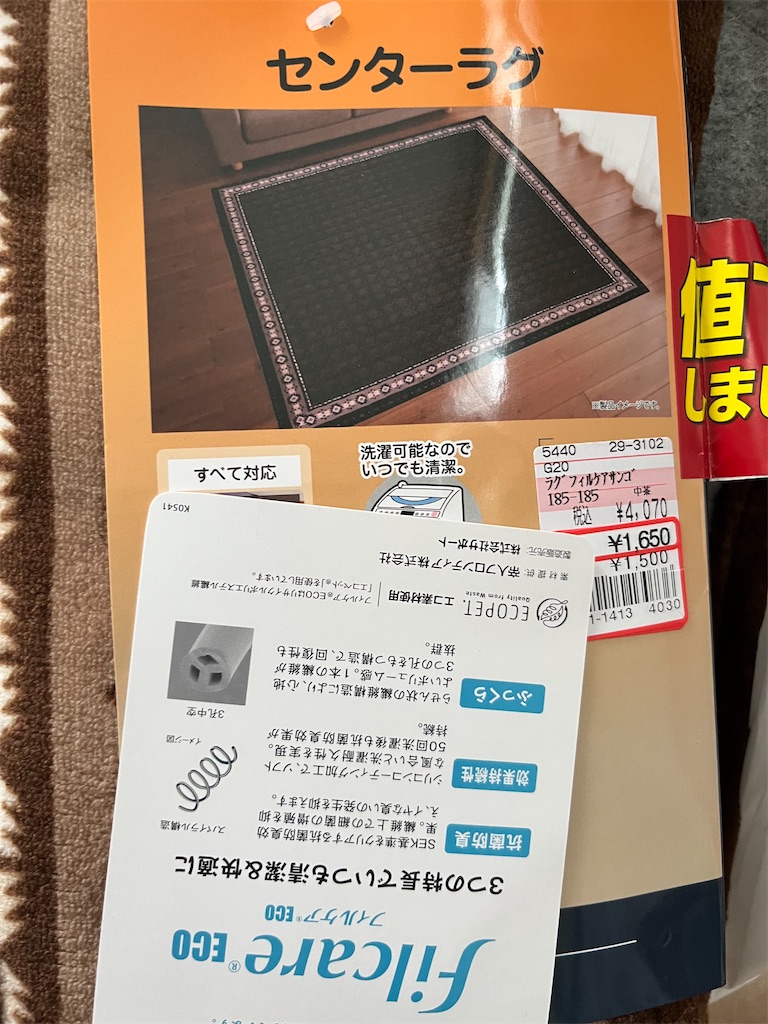 センターラグ
※製品イメージです。
値
しまし
すべて対応
洗濯可能なので
いつでも清潔。
5440 29-3102
G20
ラグフィルケアサンゴ
185-185 中茶
税込 ¥4,070
¥1,650
¥1,500
1-1413 4030
filcare® ECO
フィルケア® ECO
3つの特長でいつも清潔&快適に
抗菌防臭
SEK基準をクリアする抗菌防臭効
果。繊維上での細菌の増殖を抑
え、イヤな臭いの発生を抑えます。
スパイラル構造
効果持続性
シリコンコーティング加工で、ソフト
な風合いと洗濯耐久性を実現。
50回洗濯後も抗菌防臭効果が
持続。
イメージ図
ふっくら
らせん状の繊維構造により、心地
よいボリューム感。1本の繊維が
3つの孔をもつ構造で、回復性も
抜群。
3孔中空
ECOPET®
Quality from Waste
エコ素材使用
フィルケア®ECOはリサイクルポリエステル繊維
「エコペット®」を使用しています。
素材提供:帝人フロンティア株式会社
製造販売元:株式会社サポート
K0541